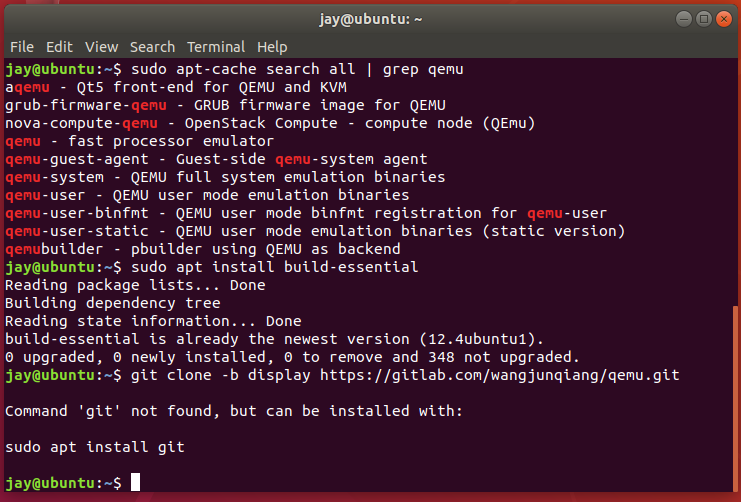 jay@ubuntu: ~
File Edit View Search Terminal Help
jay@ubuntu:~$ sudo apt-cache search all | grep qemu
aqemu - Qt5 front-end for QEMU and KVM
grub-firmware-qemu - GRUB firmware image for QEMU
nova-compute-qemu - OpenStack Compute - compute node (QEmu)
qemu - fast processor emulator
qemu-guest-agent - Guest-side qemu-system agent
qemu-system - QEMU full system emulation binaries
qemu-user - QEMU user mode emulation binaries
qemu-user-binfmt - QEMU user mode binfmt registration for qemu-user
qemu-user-static - QEMU user mode emulation binaries (static version)
qemubuilder - pbuilder using QEMU as backend
jay@ubuntu:~$ sudo apt install build-essential
Reading package lists... Done
Building dependency tree
Reading state information... Done
build-essential is already the newest version (12.4ubuntu1).
0 upgraded, 0 newly installed, 0 to remove and 348 not upgraded.
jay@ubuntu:~$ git clone -b display https://gitlab.com/wangjunqiang/qemu.git
Command 'git' not found, but can be installed with:
sudo apt install git
jay@ubuntu:~$